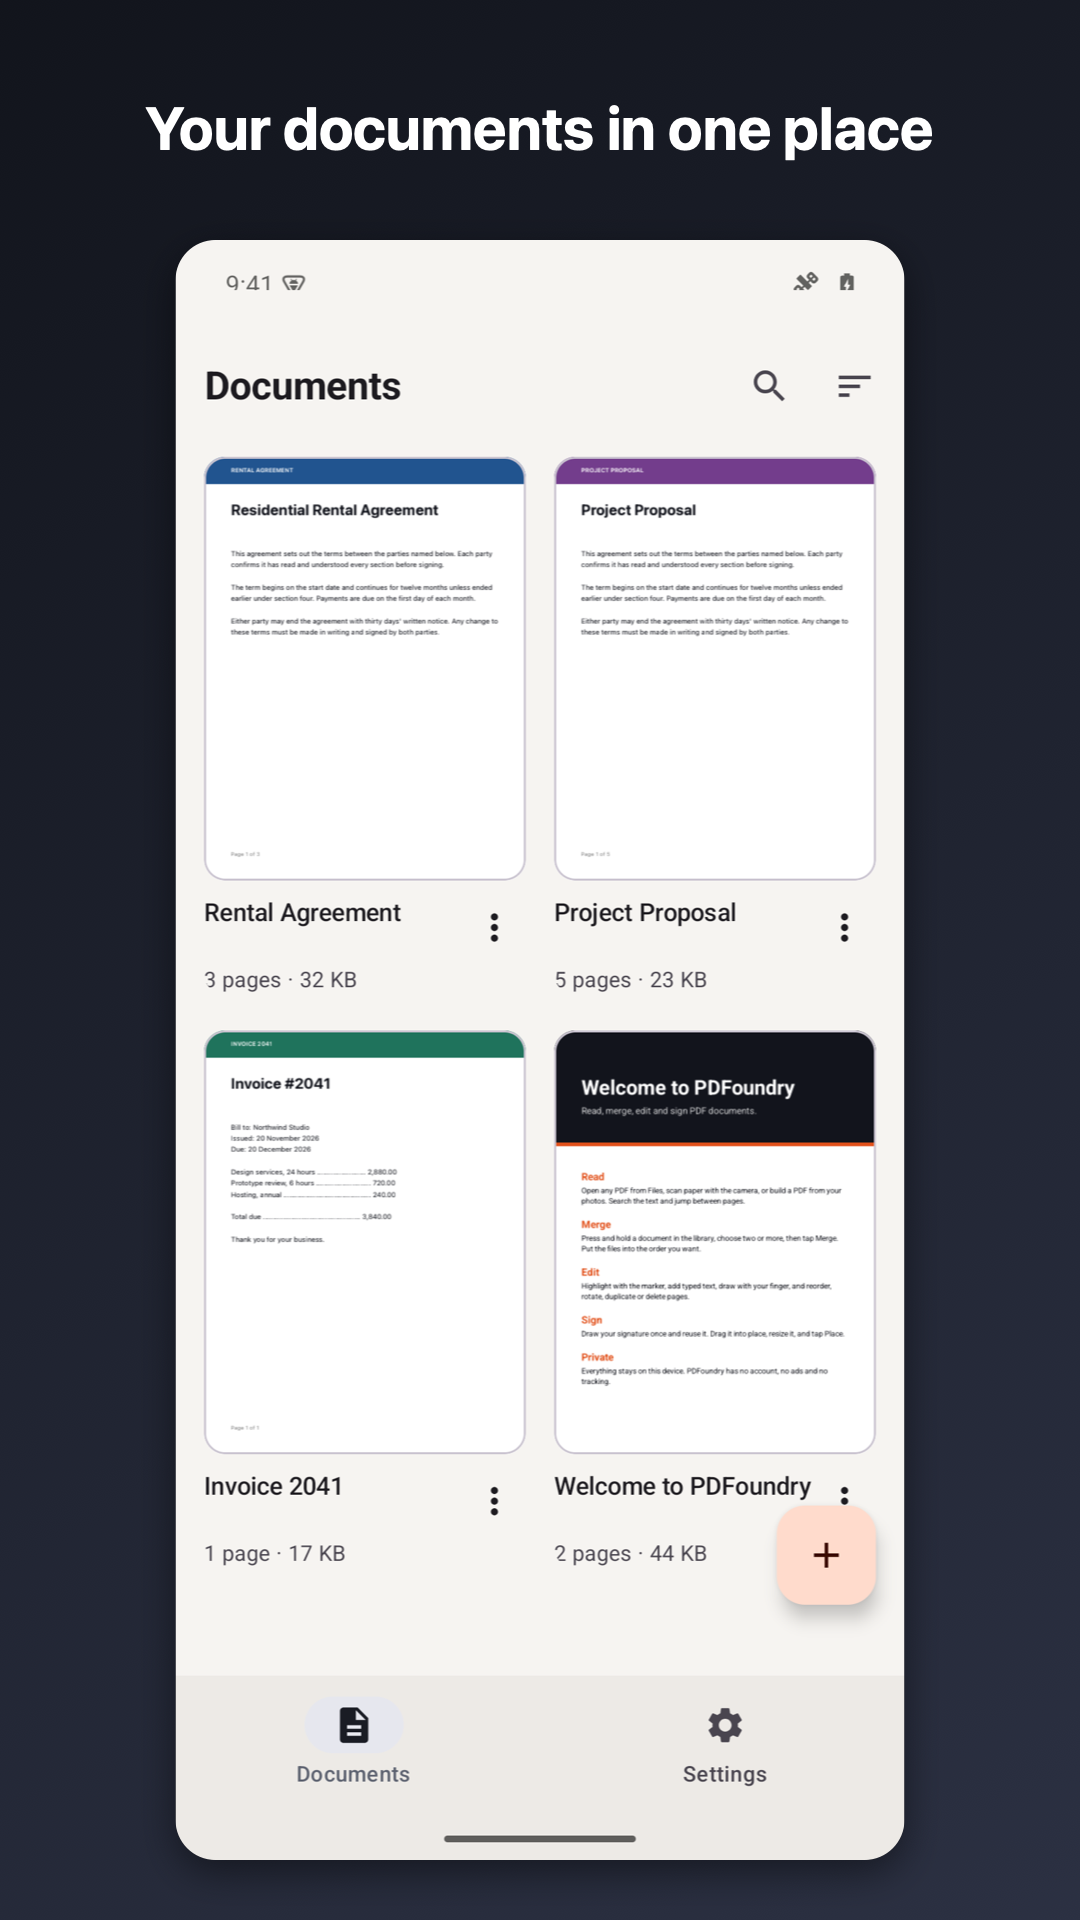 Your documents in one place
9:41
Documents
RENTAL AGREEMENT
Residential Rental Agreement
This agreement sets out the terms between the parties named below. Each party
confirms it has read and understood every section before signing.
The term begins on the start date and continues for twelve months unless ended
earlier under section four. Payments are due on the first day of each month.
Either party may end the agreement with thirty days' written notice. Any change to
these terms must be made in writing and signed by both parties.
Page 1 of 3
Rental Agreement
3 pages · 32 KB
PROJECT PROPOSAL
Project Proposal
This agreement sets out the terms between the parties named below. Each party
confirms it has read and understood every section before signing.
The term begins on the start date and continues for twelve months unless ended
earlier under section four. Payments are due on the first day of each month.
Either party may end the agreement with thirty days' written notice. Any change to
these terms must be made in writing and signed by both parties.
Page 1 of 5
Project Proposal
5 pages · 23 KB
INVOICE 2041
Invoice #2041
Bill to: Northwind Studio
Issued: 20 November 2026
Due: 20 December 2026
Design services, 24 hours ........................ 2,880.00
Prototype review, 6 hours ........................ 720.00
Hosting, annual ........................................ 240.00
Total due ............................................. 3,840.00
Thank you for your business.
Page 1 of 1
Invoice 2041
1 page · 17 KB
Welcome to PDFoundry
Read, merge, edit and sign PDF documents.
Read
Open any PDF from Files, scan paper with the camera, or build a PDF from your
photos. Search the text and jump between pages.
Merge
Press and hold a document in the library, choose two or more, then tap Merge.
Put the files into the order you want.
Edit
Highlight with the marker, add typed text, draw with your finger, and reorder,
rotate, duplicate or delete pages.
Sign
Draw your signature once and reuse it. Drag it into place, resize it, and tap Place.
Private
Everything stays on this device. PDFoundry has no account, no ads and no
tracking.
Welcome to PDFoundry
2 pages · 44 KB
Documents
Settings